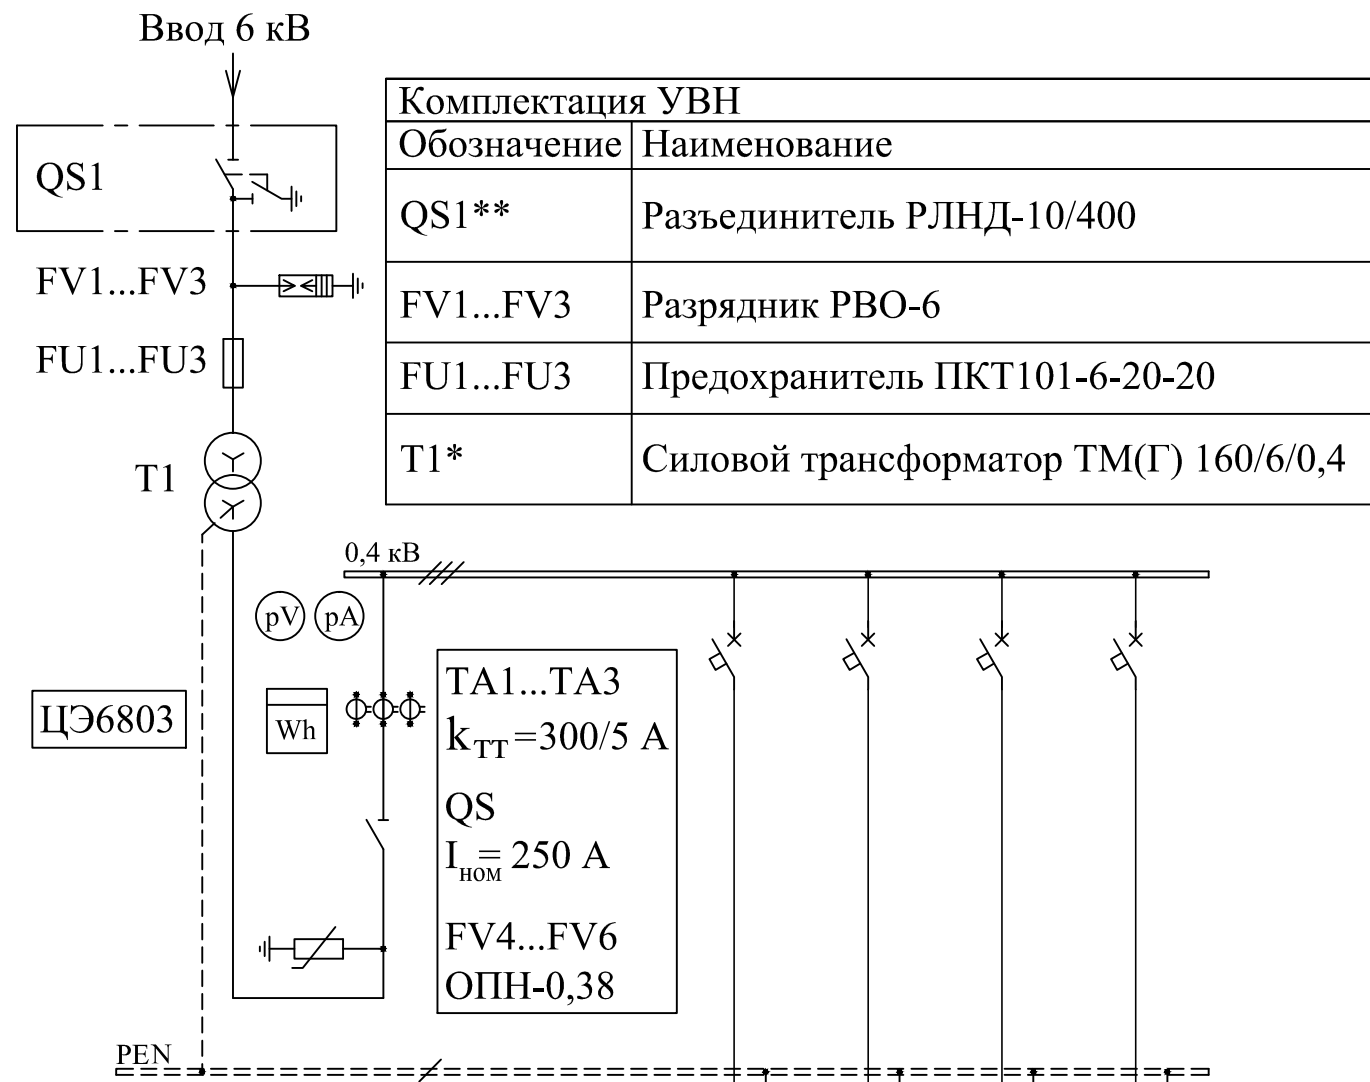 Ввод 6 кВ
Комплектация УВН
Обозначение Наименование
QS1
QS1** Разъединитель РЛНД-10/400
FV1...FV3
FV1...FV3 Разрядник РВО-6
FU1...FU3
FU1...FU3 Предохранитель ПКТ101-6-20-20
T1
T1* Силовой трансформатор ТМ(Г) 160/6/0,4
0,4 кВ
pV pA
ЦЭ6803
Wh
TA1...TA3
kТТ=300/5 А
QS
Iном= 250 А
FV4...FV6
ОПН-0,38
PEN